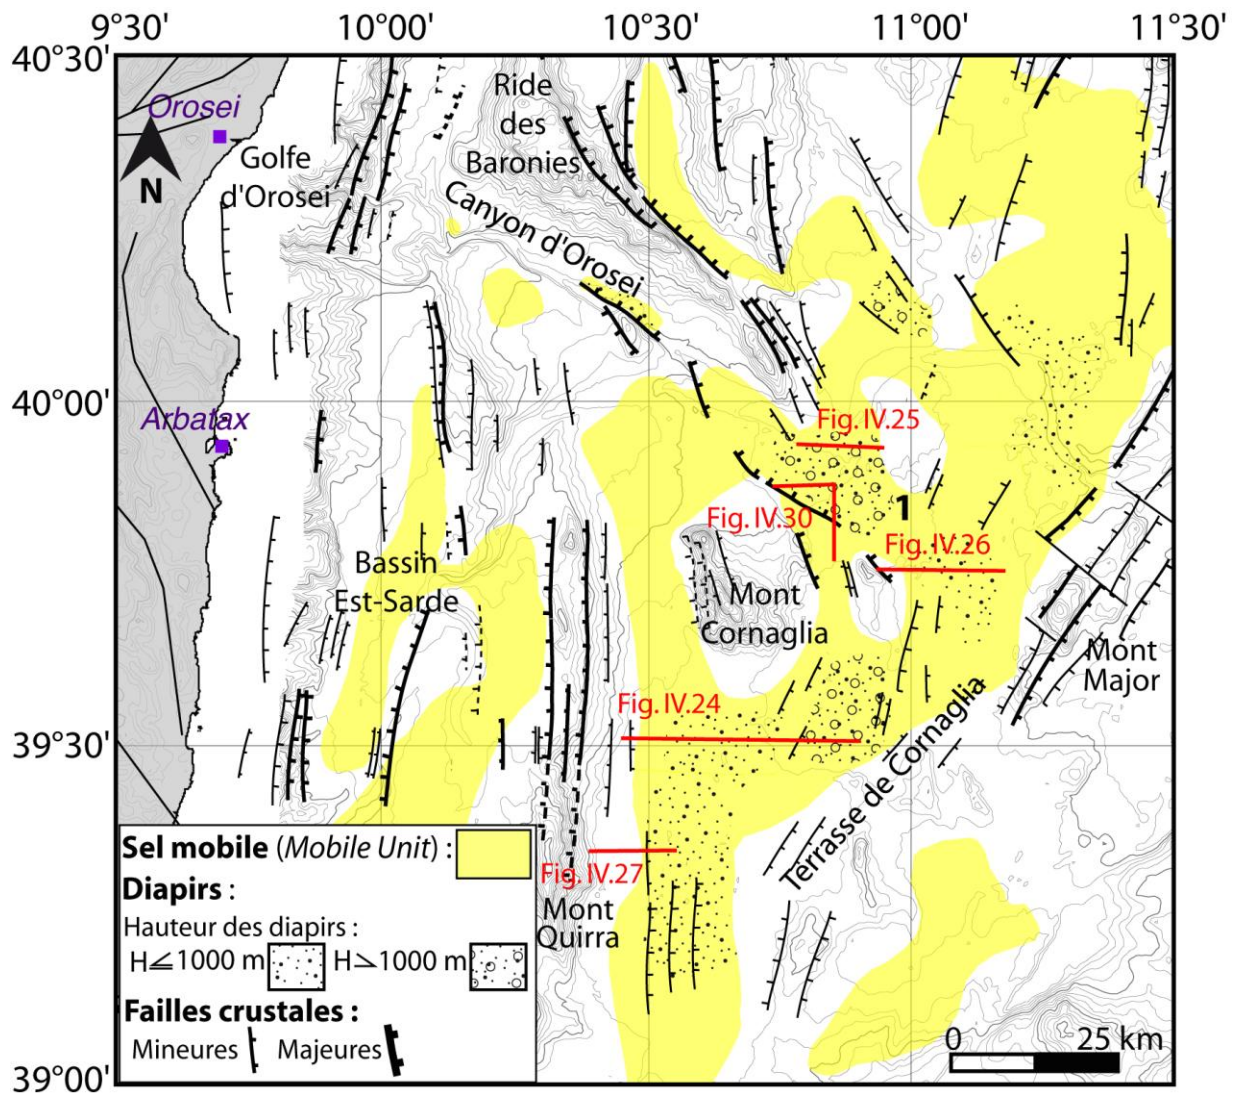 9°30' 10°00' 10°30' 11°00' 11°30'
40°30'
Orosei
Ride
des
Baronies
Golfe
d'Orosei
N
Canyon d'Orosei
40°00'
Arbatax
Fig. IV.25
1
Fig. IV.30
Fig. IV.26
Bassin
Est-Sarde
Mont
Cornaglia
Mont
Major
Fig. IV.24
39°30'
Terrasse de Cornaglia
Fig. IV.27
Mont
Quirra
Sel mobile (Mobile Unit) :
Diapirs :
Hauteur des diapirs :
H≤1000 m H>1000 m
Failles crustales :
Mineures Majeures
0 25 km
39°00'